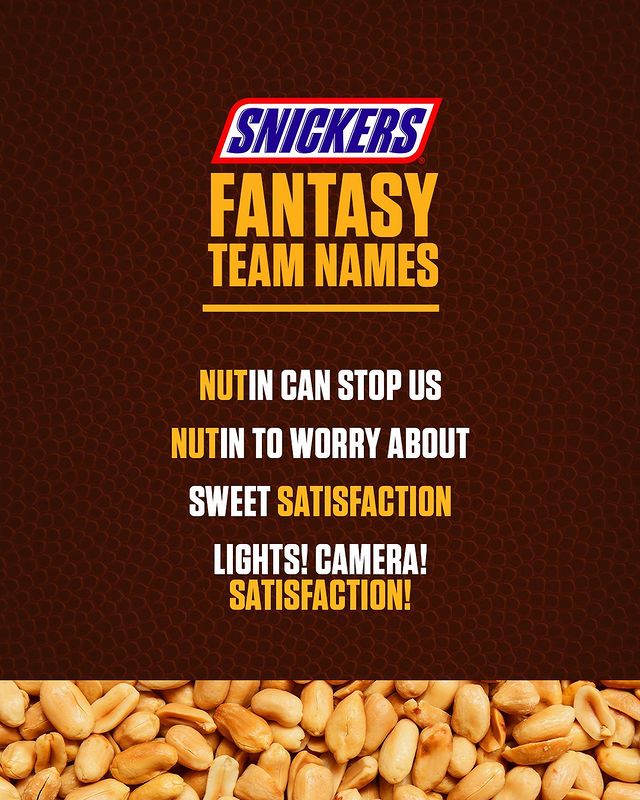 SNICKERS®
FANTASY
TEAM NAMES
NUTIN CAN STOP US
NUTIN TO WORRY ABOUT
SWEET SATISFACTION
LIGHTS! CAMERA!
SATISFACTION!